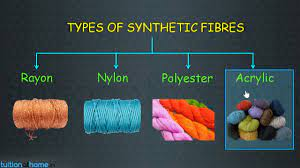 TYPES OF SYNTHETIC FIBRES
Rayon Nylon Polyester Acrylic
tuition home